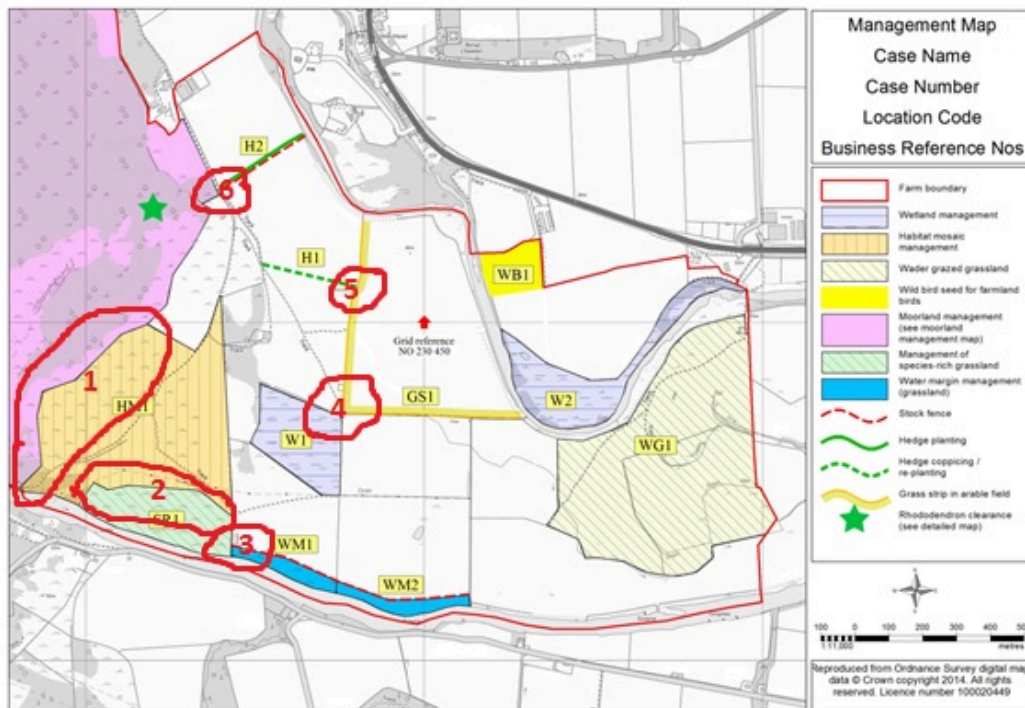 Management Map
Case Name
Case Number
Location Code
Business Reference Nos
Farm boundary
Wetland management
Habitat mosaic
management
Wader grazed grassland
Wild bird seed for farmland
birds
Moorland management
(see moorland
management map)
Management of
species-rich grassland
Water margin management
(grassland)
Stock fence
Hedge planting
Hedge coppicing /
re-planting
Grass strip in arable field
Rhododendron clearance
(see detailed map)
100 0 100 200 300 400 500
1:11,000 metres
Reproduced from Ordnance Survey digital map
data © Crown copyright 2014. All rights
reserved. Licence number 100020449
H2
6
H1
5
WB1
Grid reference
NO 230 450
1
HM1
4
GS1
W1
W2
WG1
2
SR1
3
WM1
WM2